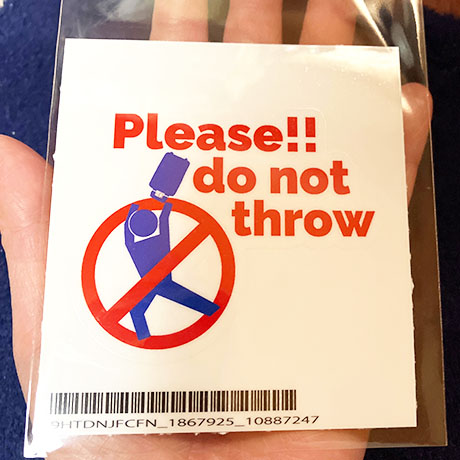 Please!!
do not
throw
9HTDNJFCFN_1867925_10887247